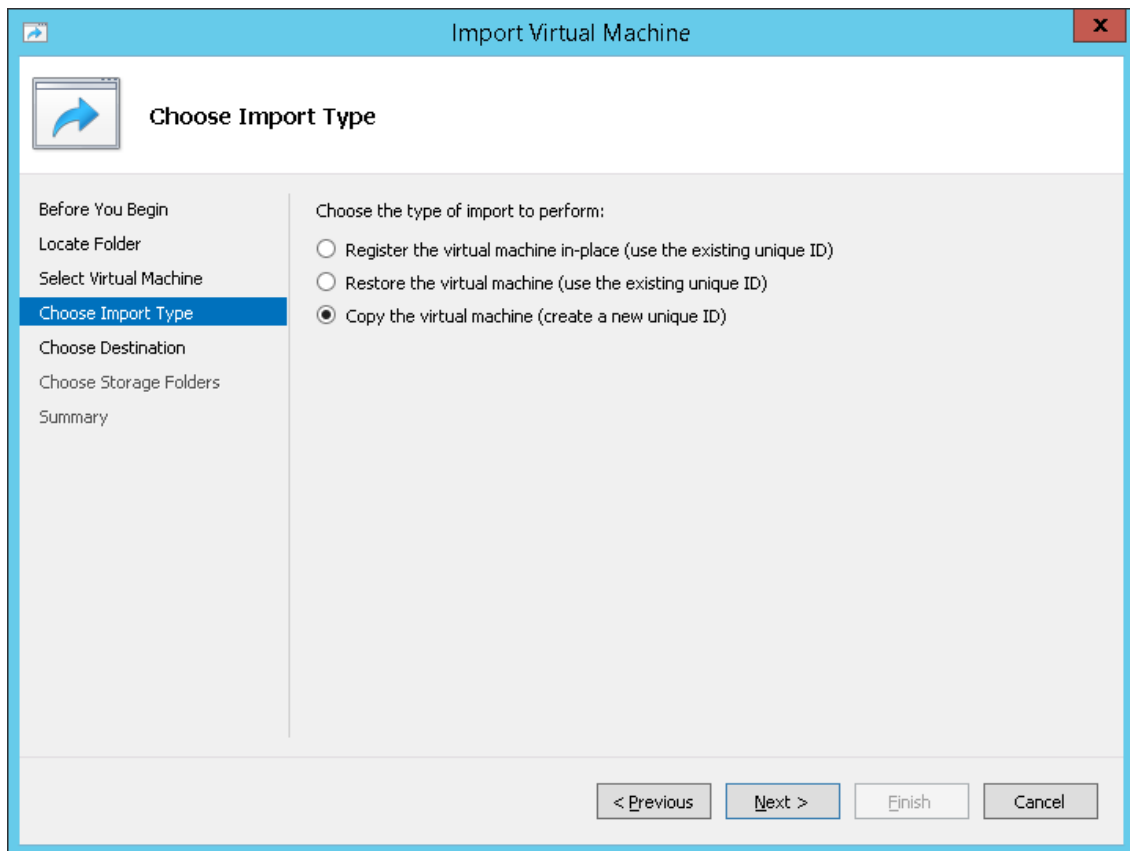 Import Virtual Machine
x
Choose Import Type
Before You Begin
Locate Folder
Select Virtual Machine
Choose Import Type
Choose Destination
Choose Storage Folders
Summary
Choose the type of import to perform:
Register the virtual machine in-place (use the existing unique ID)
Restore the virtual machine (use the existing unique ID)
Copy the virtual machine (create a new unique ID)
< Previous
Next >
Finish
Cancel